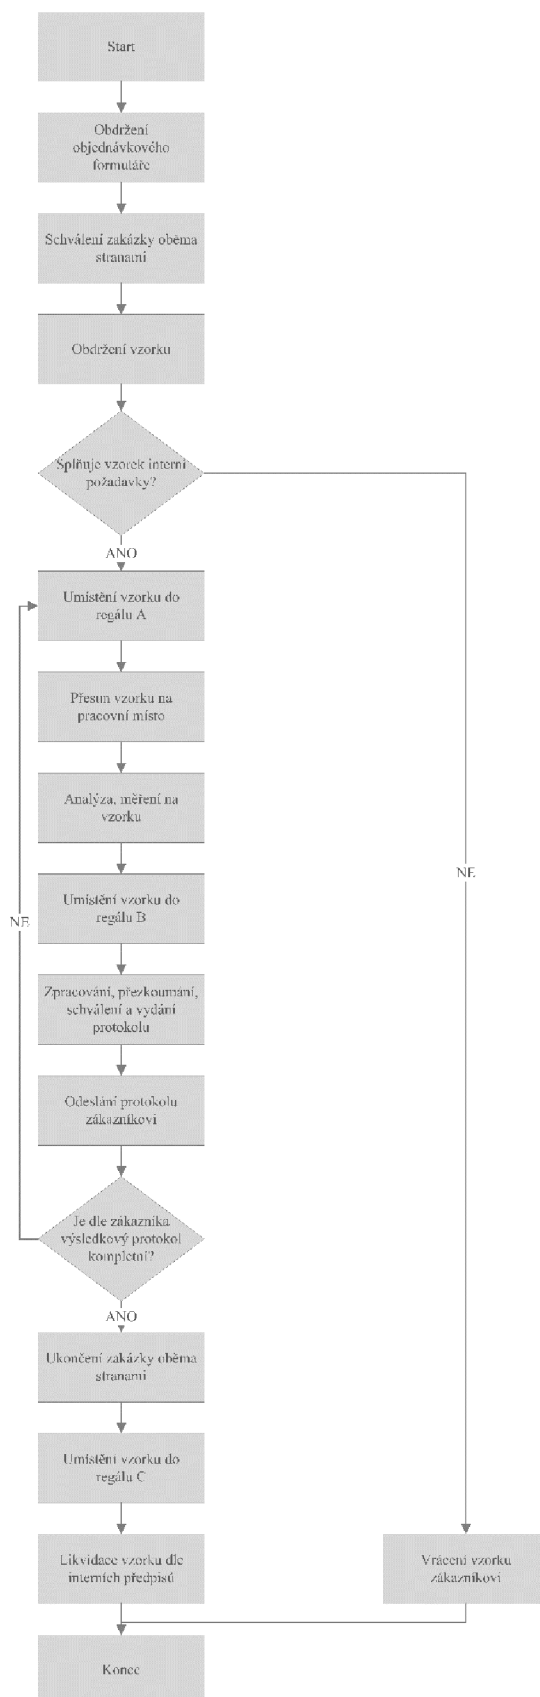 Start
Obdržení
objednávkového
formuláře
Schválení zakázky oběma
stranami
Obdržení vzorku
Splňuje vzorek interní
požadavky?
ANO
Umístění vzorku do
regálu A
Přesun vzorku na
pracovní místo
Analýza, měření na
vzorku
NE
Umístění vzorku do
regálu B
NE
Zpracování, přezkoumání,
schválení a vydání
protokolu
Odeslání protokolu
zákazníkovi
Je dle zákazníka
výsledkový protokol
kompletní?
ANO
Ukončení zakázky oběma
stranami
Umístění vzorku do
regálu C
Likvidace vzorku dle
interních předpisů
Vrácení vzorku
zákazníkovi
Konec